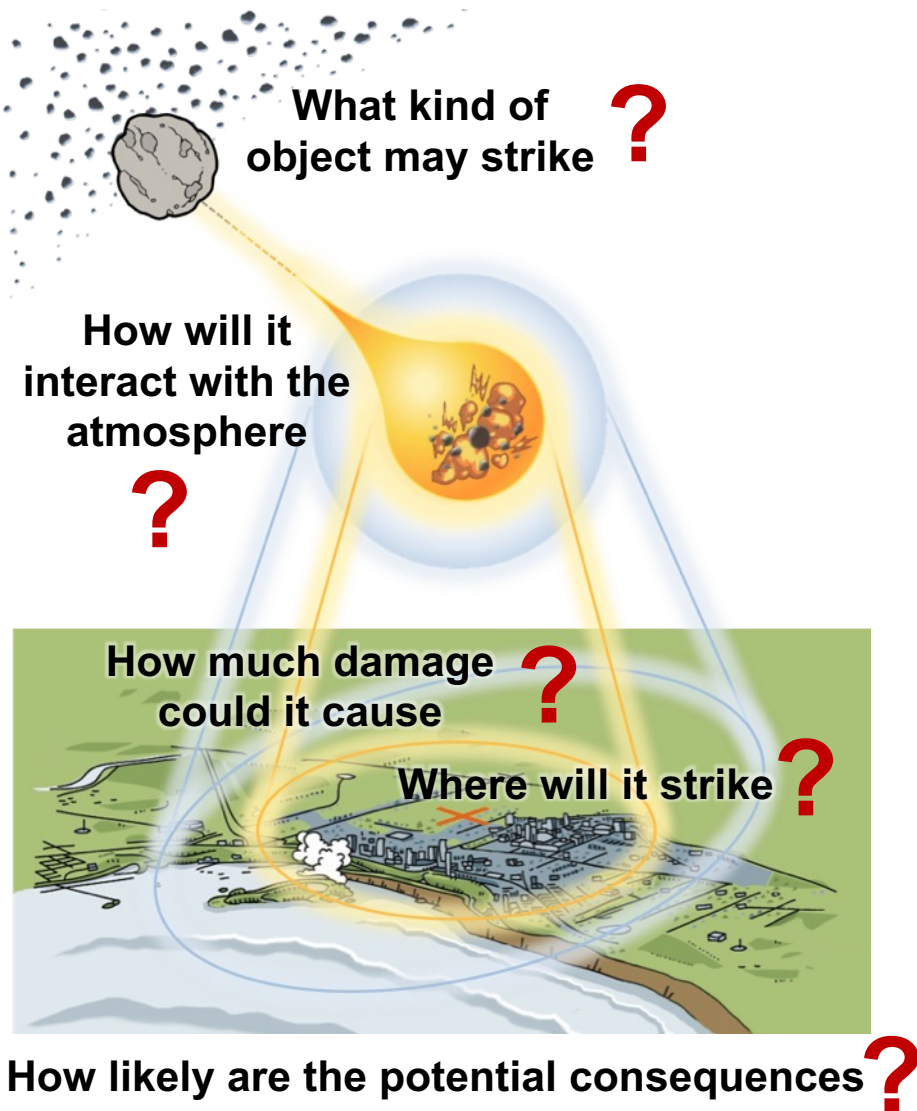 What kind of
object may strike ?
How will it
interact with the
atmosphere
?
How much damage
could it cause ?
Where will it strike ?
How likely are the potential consequences ?